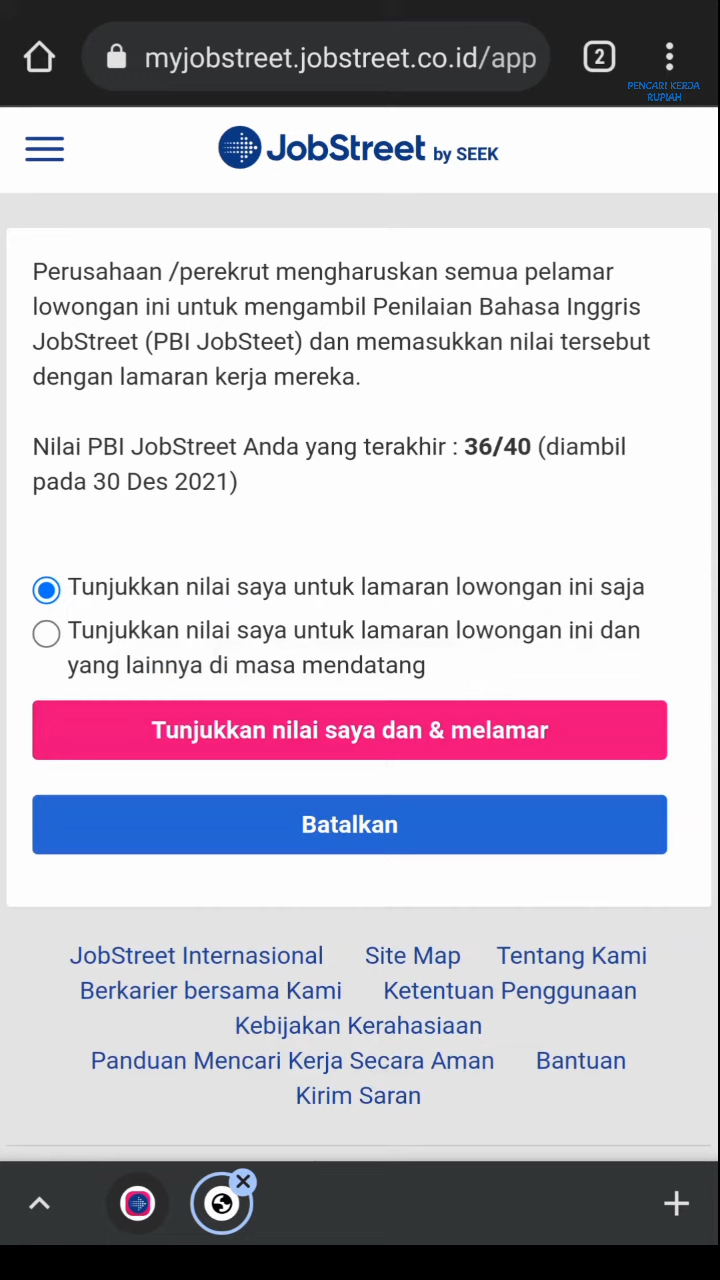 myjobstreet.jobstreet.co.id/app
2
PENCARI KERJA
RUPIAH
JobStreet by SEEK
Perusahaan /perekrut mengharuskan semua pelamar
lowongan ini untuk mengambil Penilaian Bahasa Inggris
JobStreet (PBI JobSteet) dan memasukkan nilai tersebut
dengan lamaran kerja mereka.
Nilai PBI JobStreet Anda yang terakhir : 36/40 (diambil
pada 30 Des 2021)
Tunjukkan nilai saya untuk lamaran lowongan ini saja
Tunjukkan nilai saya untuk lamaran lowongan ini dan
yang lainnya di masa mendatang
Tunjukkan nilai saya dan & melamar
Batalkan
JobStreet Internasional Site Map Tentang Kami
Berkarier bersama Kami Ketentuan Penggunaan
Kebijakan Kerahasiaan
Panduan Mencari Kerja Secara Aman Bantuan
Kirim Saran